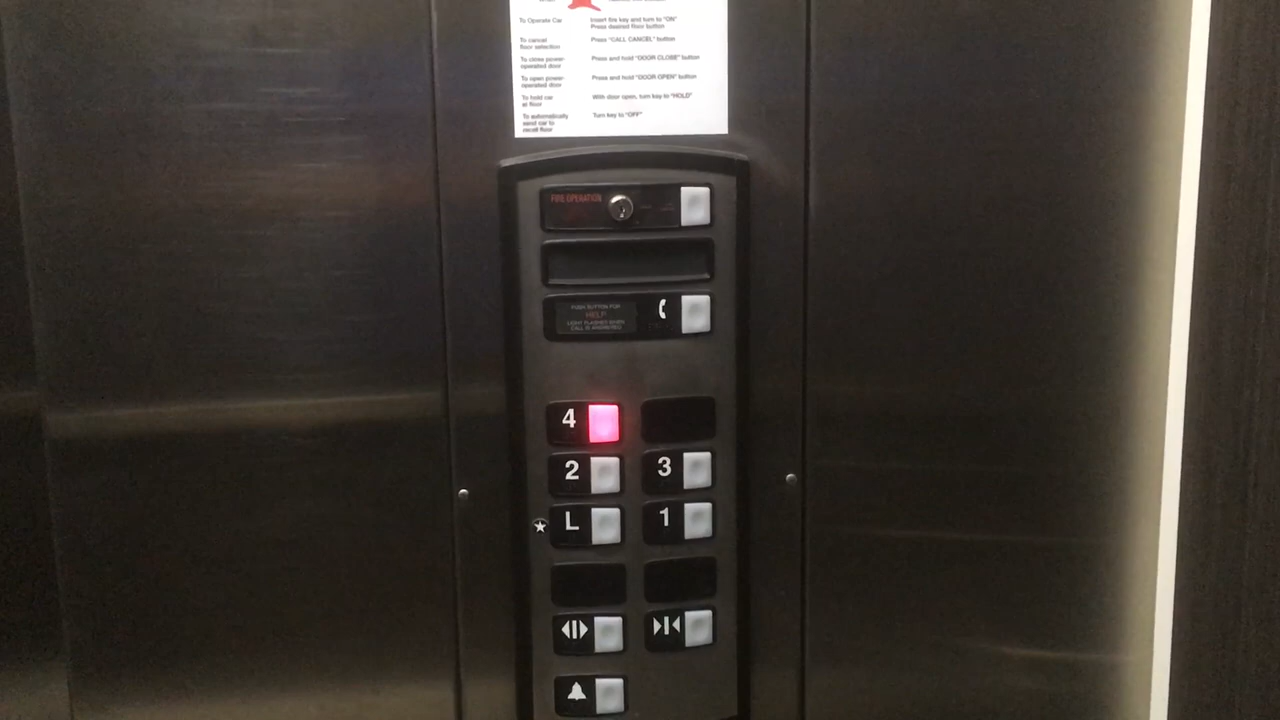 To Operate Car Insert fire key and turn to "ON"
Press desired floor button
To cancel Press "CALL CANCEL" button
floor selection
To close power- Press and hold "DOOR CLOSE" button
operated door
To open power- Press and hold "DOOR OPEN" button
operated door
To hold car With door open, turn key to "HOLD"
at floor
To automatically Turn key to "OFF"
send car to
recall floor
FIRE OPERATION
PUSH BUTTON FOR
HELP
LIGHT FLASHES WHEN
CALL IS ANSWERED
4
2 3
L 1